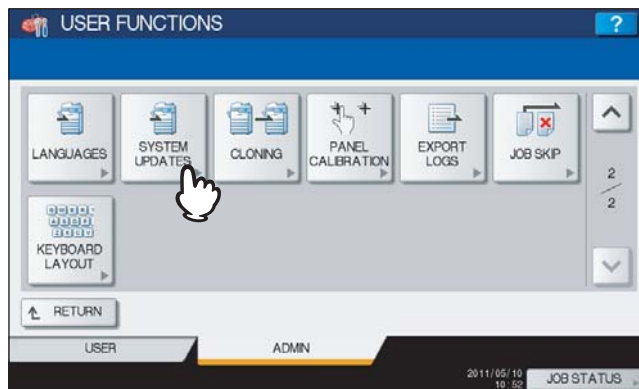 USER FUNCTIONS
?
LANGUAGES
SYSTEM
UPDATES
CLONING
PANEL
CALIBRATION
EXPORT
LOGS
JOB SKIP
2
2
KEYBOARD
LAYOUT
RETURN
USER
ADMIN
2011/05/10
10:52
JOB STATUS